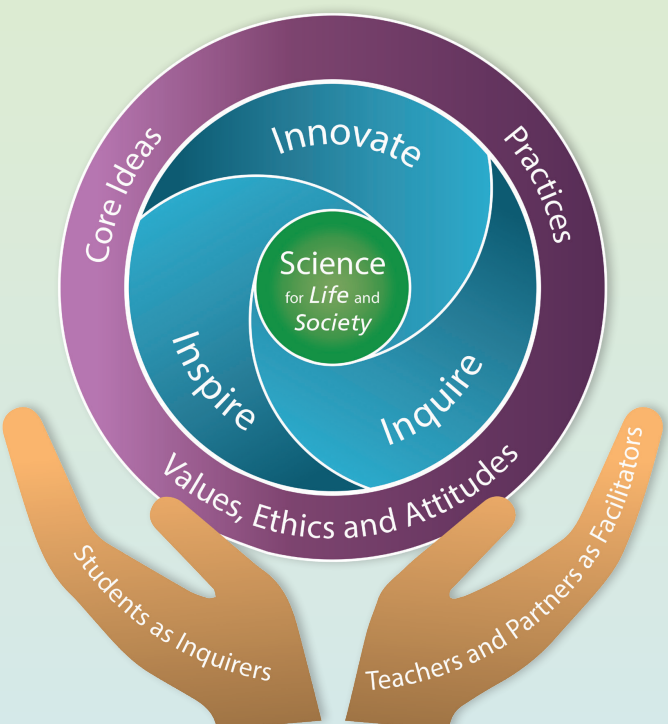 Core Ideas
Practices
Values, Ethics and Attitudes
Innovate
Inspire
Inquire
Science
for Life and
Society
Students as Inquirers
Teachers and Partners as Facilitators